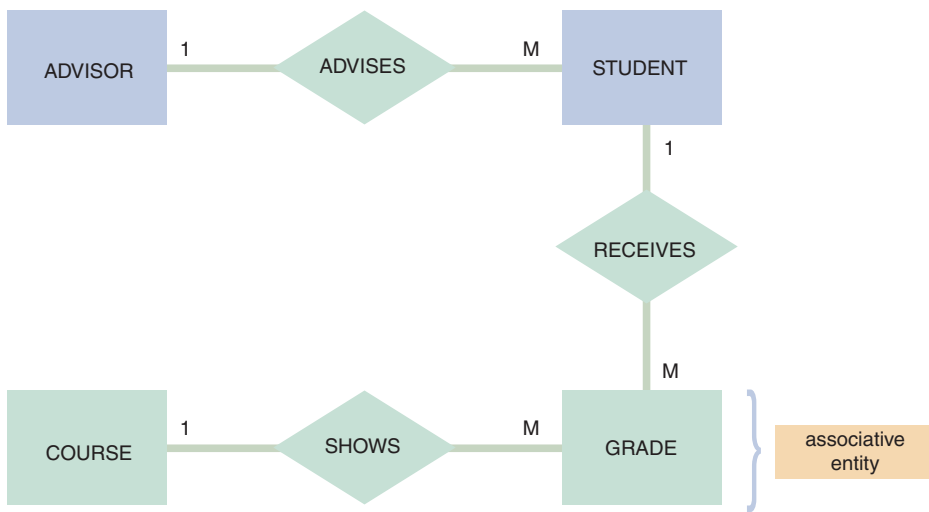 ADVISOR
1
ADVISES
M
STUDENT
1
RECEIVES
M
COURSE
1
SHOWS
M
GRADE
associative
entity